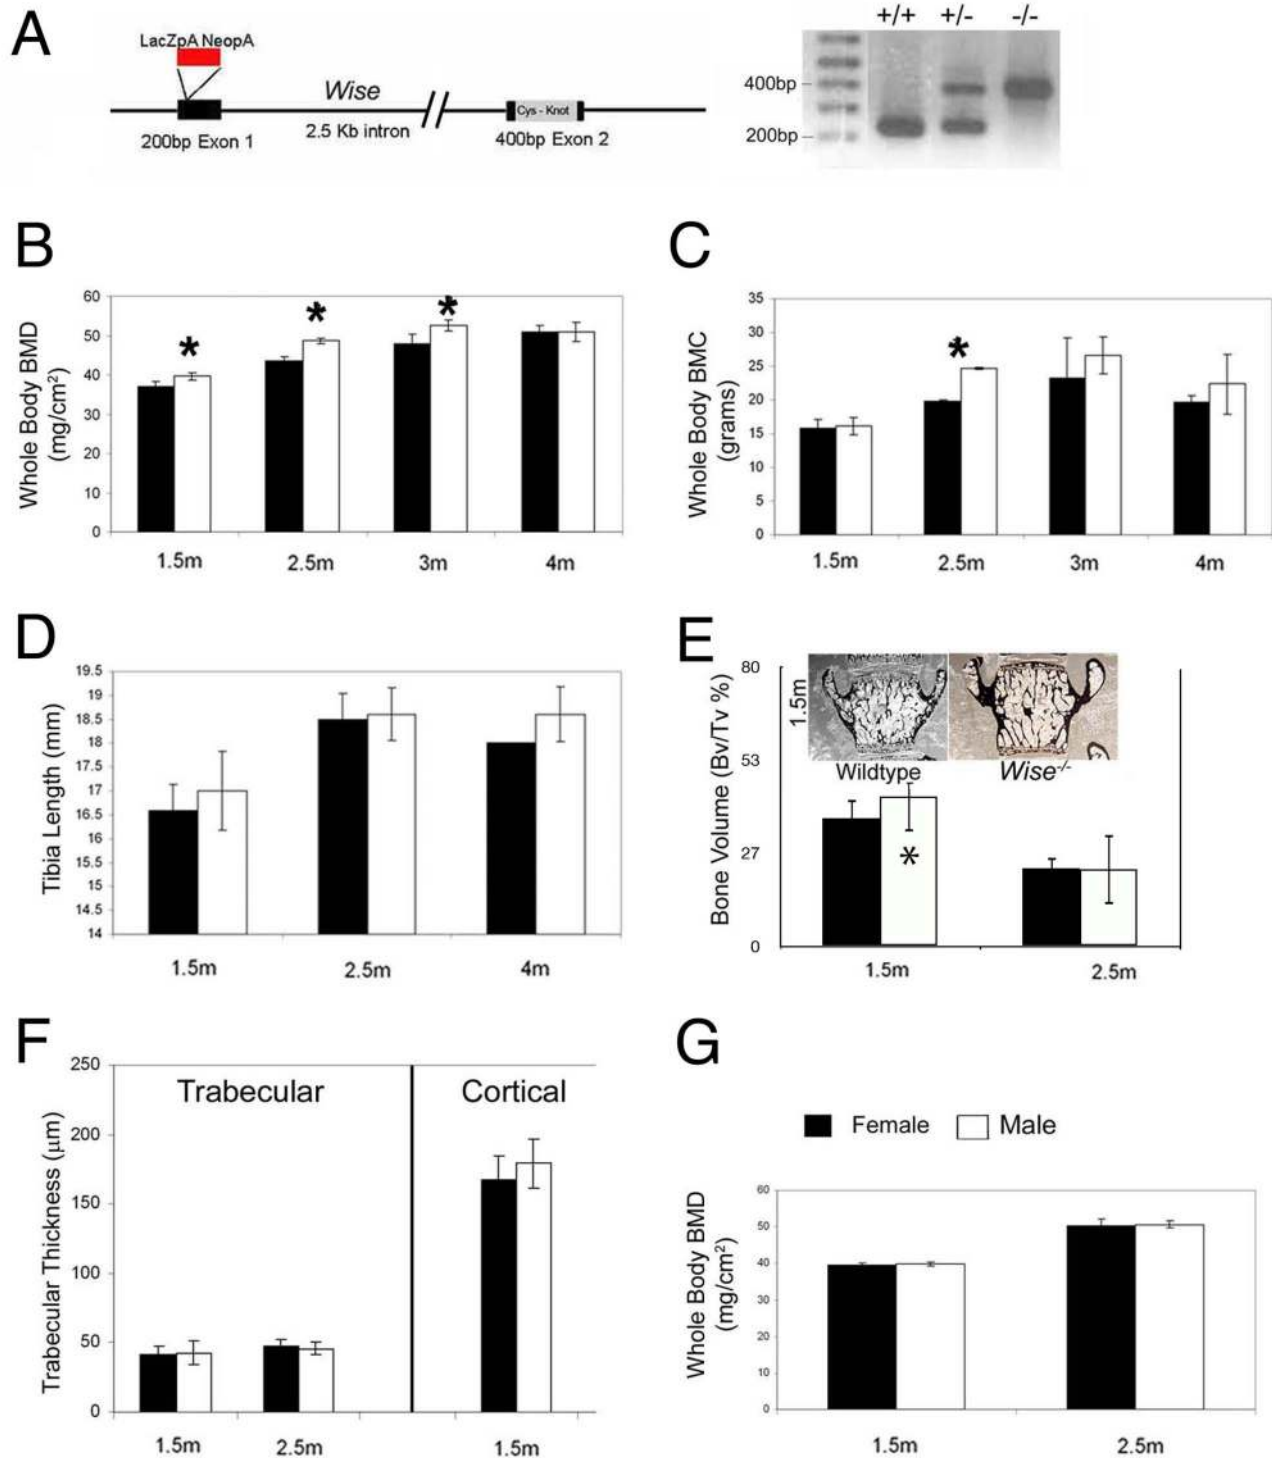 A
LacZpA NeopA
Wise
2.5 Kb intron
200bp Exon 1
Cys - Knot
400bp Exon 2
+/+ +/- -/-
400bp
200bp
B
Whole Body BMD
(mg/cm²)
60
50
40
30
20
10
0
*
*
*
1.5m 2.5m 3m 4m
C
Whole Body BMC
(grams)
35
30
25
20
15
10
5
0
*
1.5m 2.5m 3m 4m
D
Tibia Length (mm)
19.5
19
18.5
18
17.5
17
16.5
16
15.5
15
14.5
14
1.5m 2.5m 4m
E
Bone Volume (Bv/Tv %)
80
53
27
0
1.5m
Wildtype Wise-/-
*
1.5m 2.5m
F
Trabecular Thickness (μm)
250
200
150
100
50
0
Trabecular Cortical
1.5m 2.5m 1.5m
G
Female Male
Whole Body BMD
(mg/cm²)
60
50
40
30
20
10
0
1.5m 2.5m